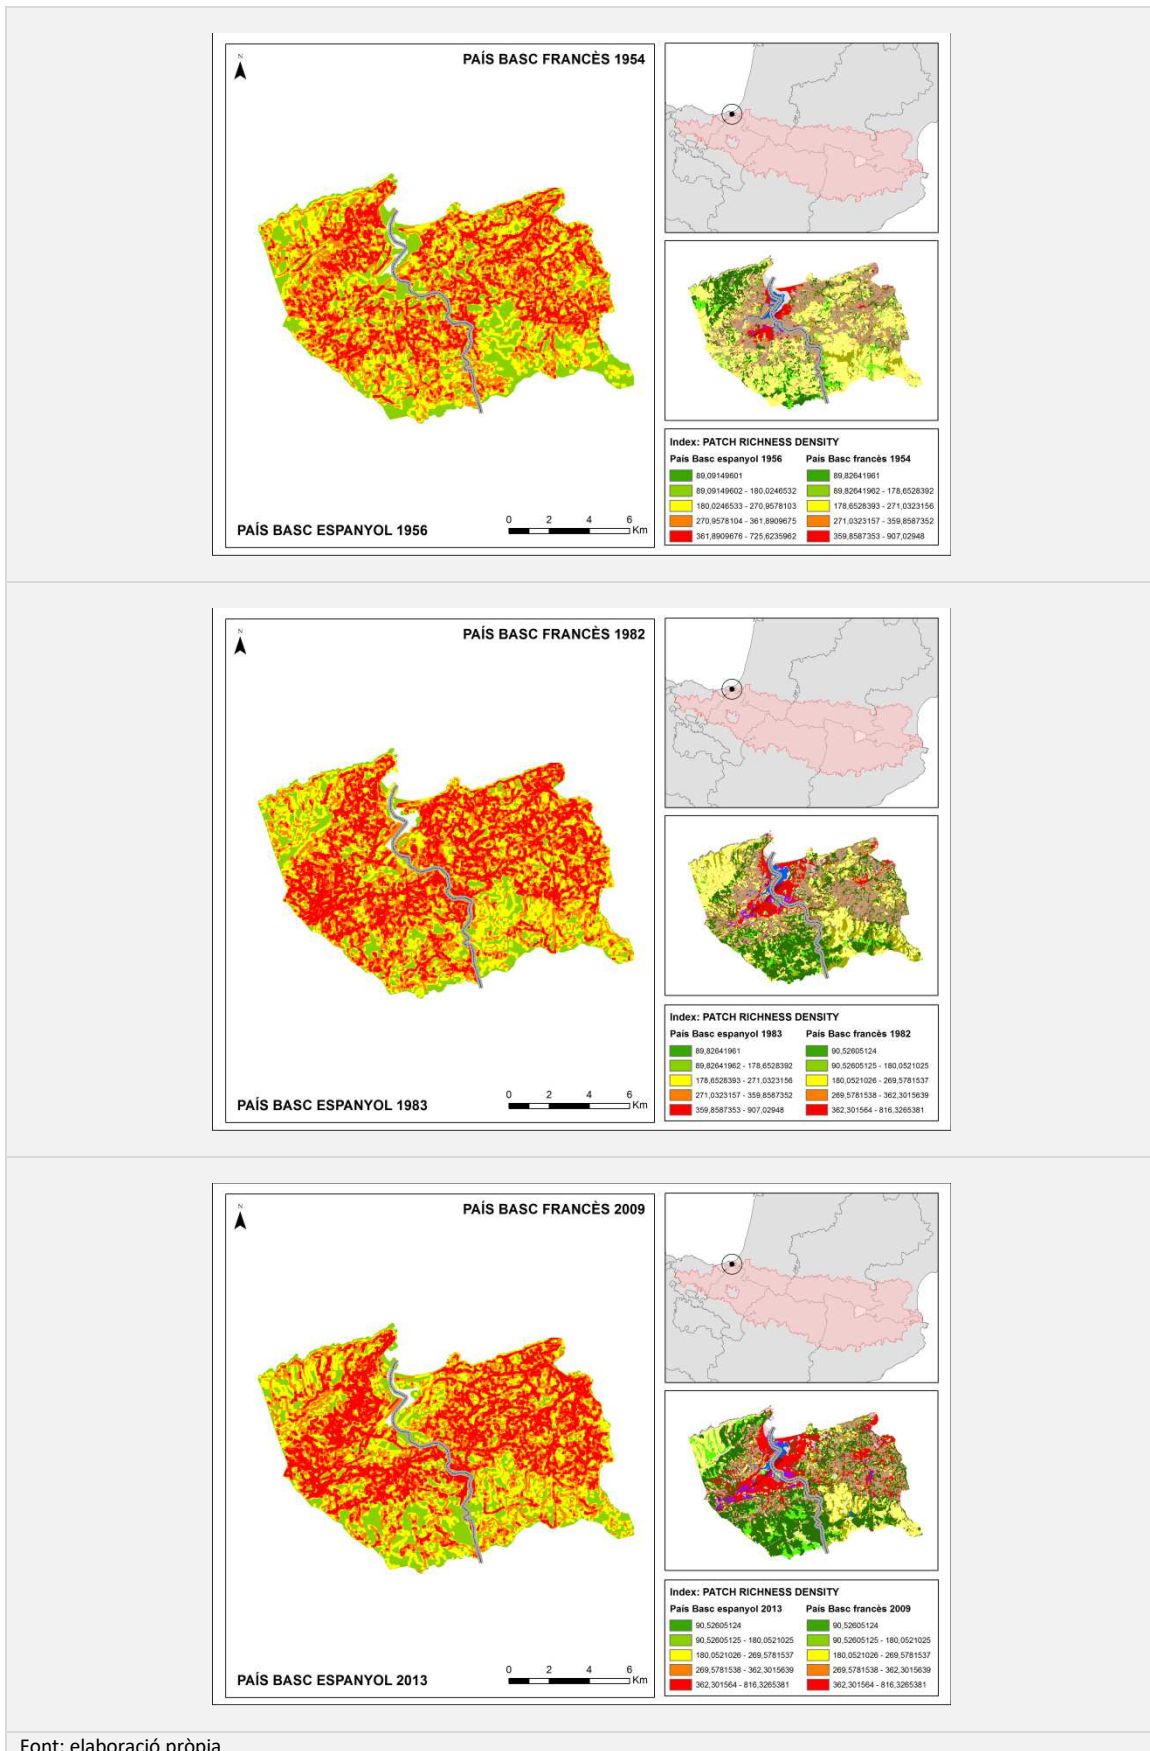 N
PAÍS BASC FRANCÈS 1954
PAÍS BASC ESPANYOL 1956
0 2 4 6
Km
Index: PATCH RICHNESS DENSITY
País Basc espanyol 1956 País Basc francès 1954
89,09149601 89,82641961
89,09149602 - 180,0246532 89,82641962 - 178,6528392
180,0246533 - 270,9578103 178,6528393 - 271,0323156
270,9578104 - 361,8909675 271,0323157 - 359,8587352
361,8909676 - 725,6235962 359,8587353 - 907,02948
N
PAÍS BASC FRANCÈS 1982
PAÍS BASC ESPANYOL 1983
0 2 4 6
Km
Index: PATCH RICHNESS DENSITY
País Basc espanyol 1983 País Basc francès 1982
89,82641961 90,52605124
89,82641962 - 178,6528392 90,52605125 - 180,0521025
178,6528393 - 271,0323156 180,0521026 - 269,5781537
271,0323157 - 359,8587352 269,5781538 - 362,3015639
359,8587353 - 907,02948 362,301564 - 816,3265381
N
PAÍS BASC FRANCÈS 2009
PAÍS BASC ESPANYOL 2013
0 2 4 6
Km
Index: PATCH RICHNESS DENSITY
País Basc espanyol 2013 País Basc francès 2009
90,52605124 90,52605124
90,52605125 - 180,0521025 90,52605125 - 180,0521025
180,0521026 - 269,5781537 180,0521026 - 269,5781537
269,5781538 - 362,3015639 269,5781538 - 362,3015639
362,301564 - 816,3265381 362,301564 - 816,3265381
Font: elaboració pròpia